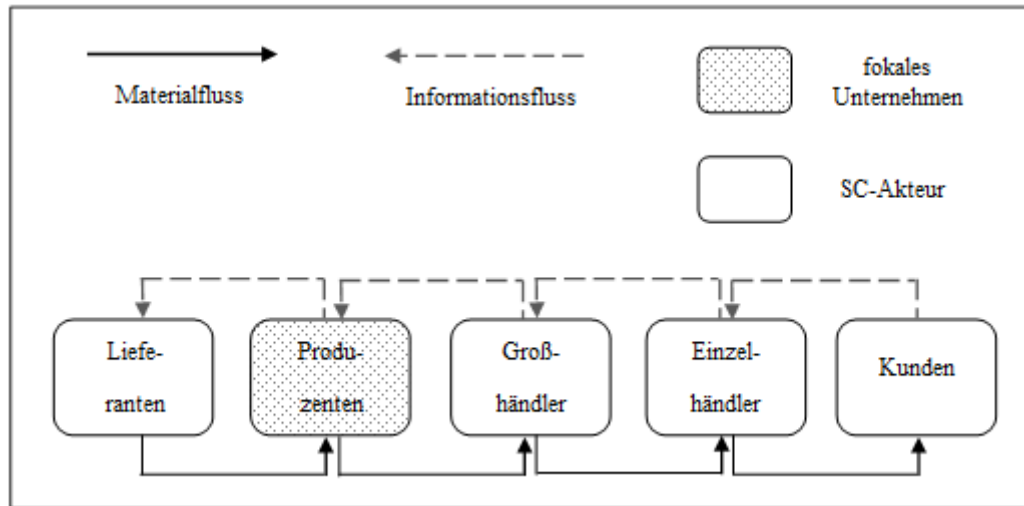 Materialfluss
Informationsfluss
fokales
Unternehmen
SC-Akteur
Liefe-
ranten
Produ-
zenten
Groß-
händler
Einzel-
händler
Kunden